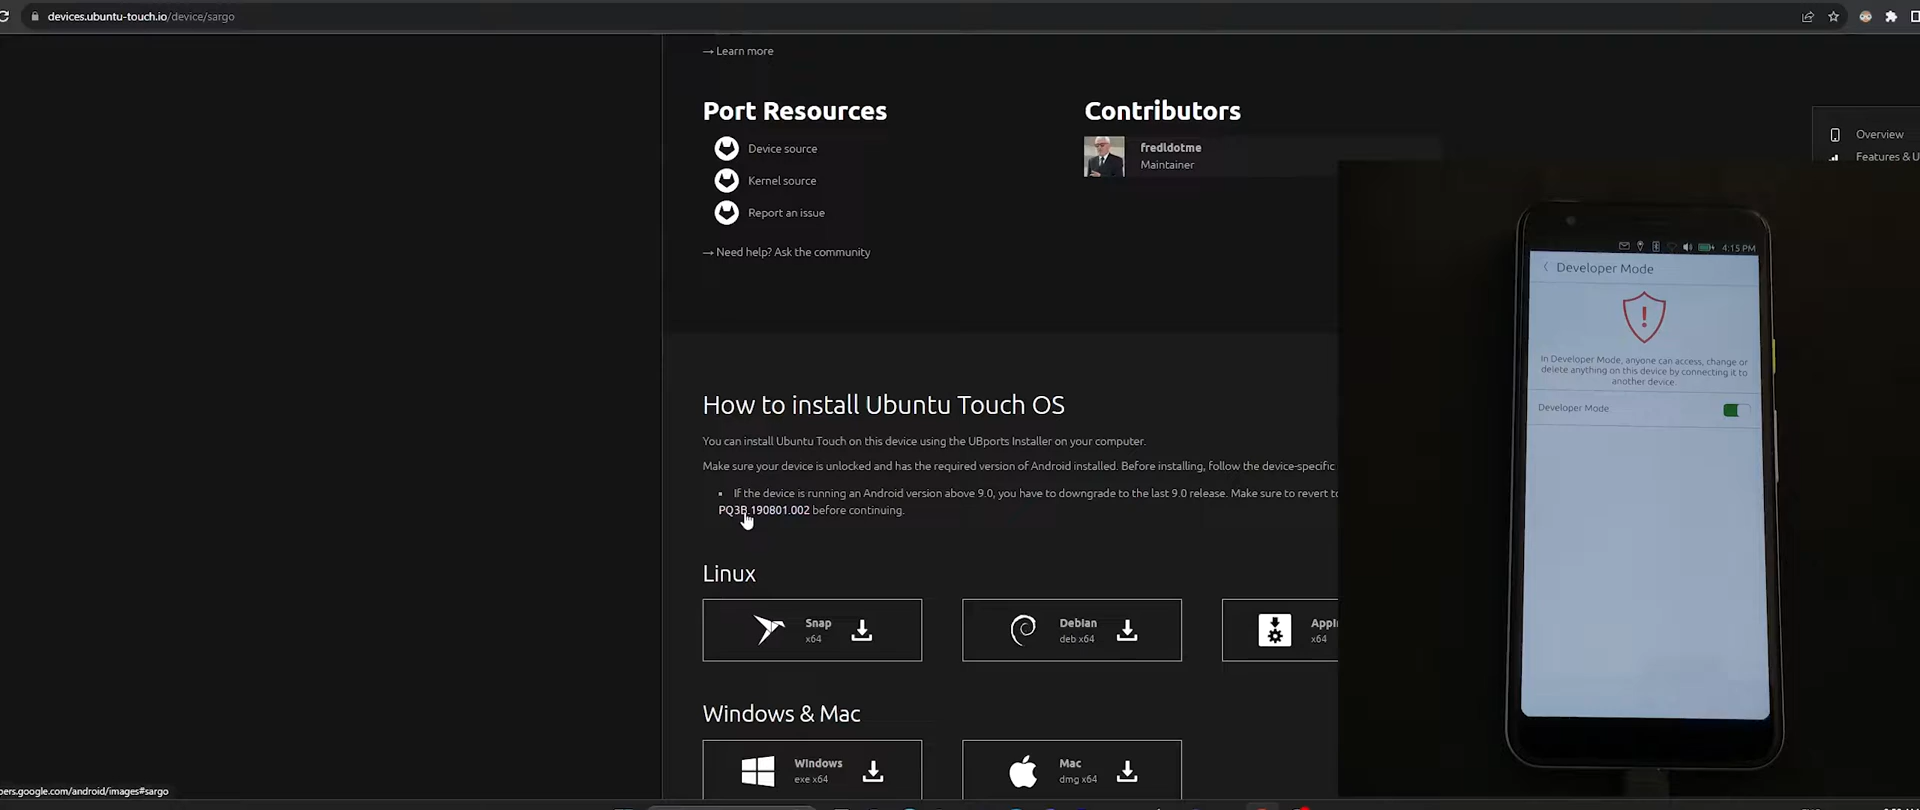 devices.ubuntu-touch.io/device/sargo
→ Learn more
Port Resources
Device source
Kernel source
Report an issue
→ Need help? Ask the community
Contributors
fredldotme
Maintainer
Overview
Features & U
4:15 PM
Developer Mode
In Developer Mode, anyone can access, change or
delete anything on this device by connecting it to
another device.
Developer Mode
How to install Ubuntu Touch OS
You can install Ubuntu Touch on this device using the UBports Installer on your computer.
Make sure your device is unlocked and has the required version of Android installed. Before installing, follow the device-specific
▪ If the device is running an Android version above 9.0, you have to downgrade to the last 9.0 release. Make sure to revert to
PQ3B.190801.002 before continuing.
Linux
Snap
x64
Debian
deb x64
AppI
x64
Windows & Mac
Windows
exe x64
Mac
dmg x64
pers.google.com/android/images#sargo